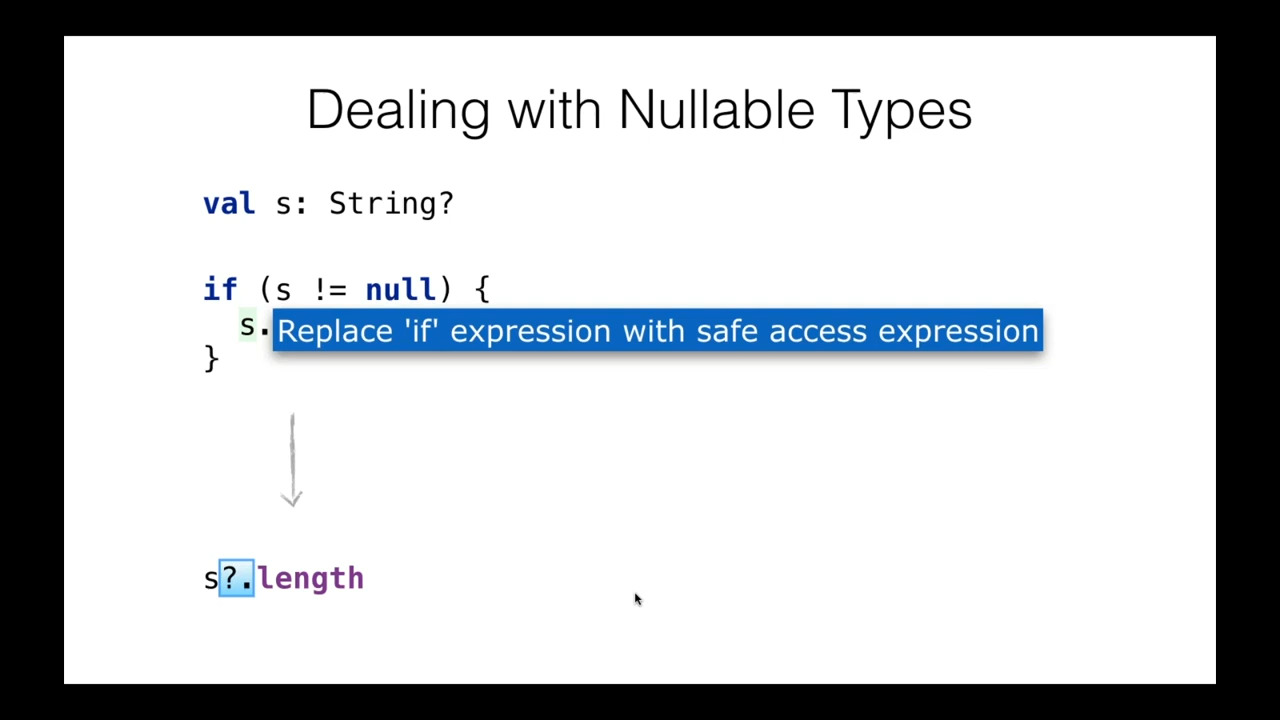 Dealing with Nullable Types
val s: String?
if (s != null) {
s.
Replace 'if' expression with safe access expression
}
s?.length